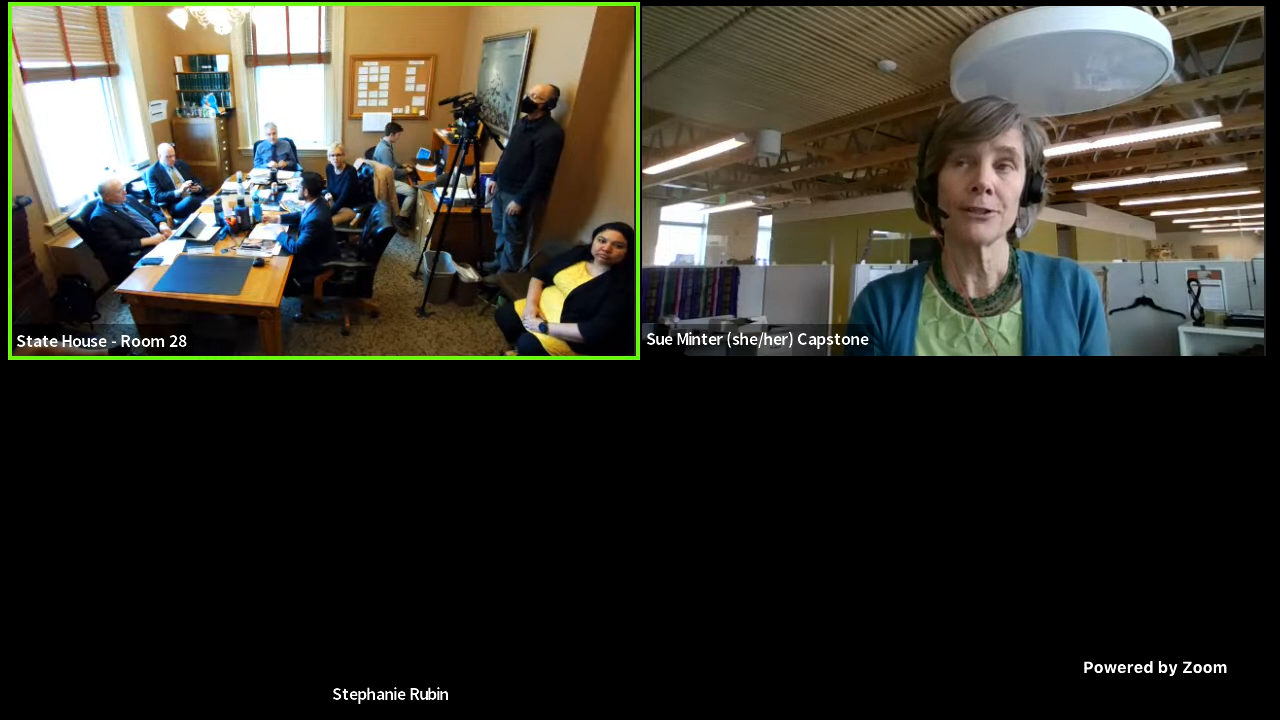 State House - Room 28
Sue Minter (she/her) Capstone
Powered by Zoom
Stephanie Rubin